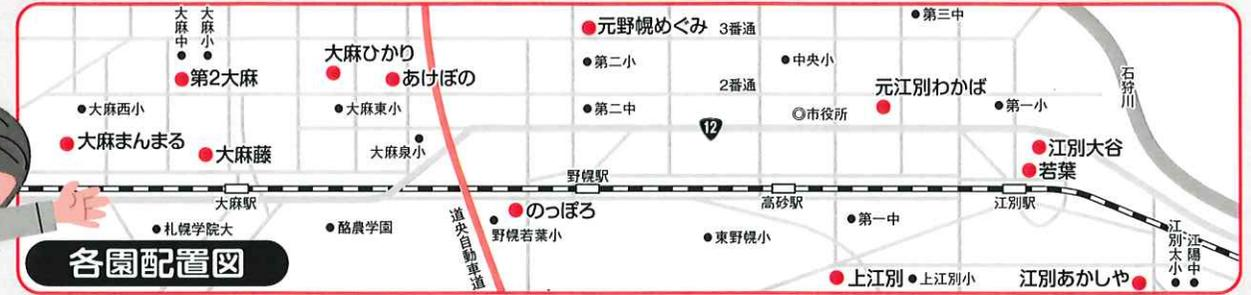 大麻中
大麻小
第2大麻
大麻ひかり
あけぼの
元野幌めぐみ
3番通
第三中
第二小
中央小
2番通
元江別わかば
石狩川
大麻西小
大麻東小
第二中
◎市役所
第一小
12
大麻まんまる
大麻藤
大麻泉小
江別大谷
若葉
野幌駅
大麻駅
高砂駅
江別駅
のっぽろ
札幌学院大
酪農学園
道央自動車道
野幌若葉小
東野幌小
第一中
江別太小
江陽中
各園配置図
上江別
上江別小
江別あかしや